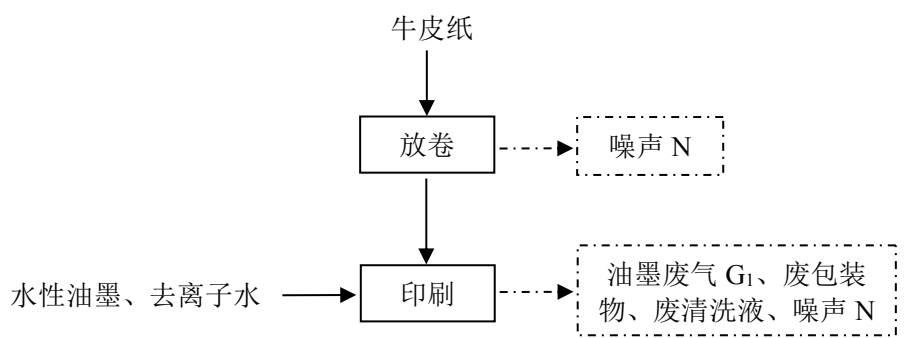 牛皮纸
放卷
噪声 N
水性油墨、去离子水
印刷
油墨废气 G₁、废包装
物、废清洗液、噪声 N